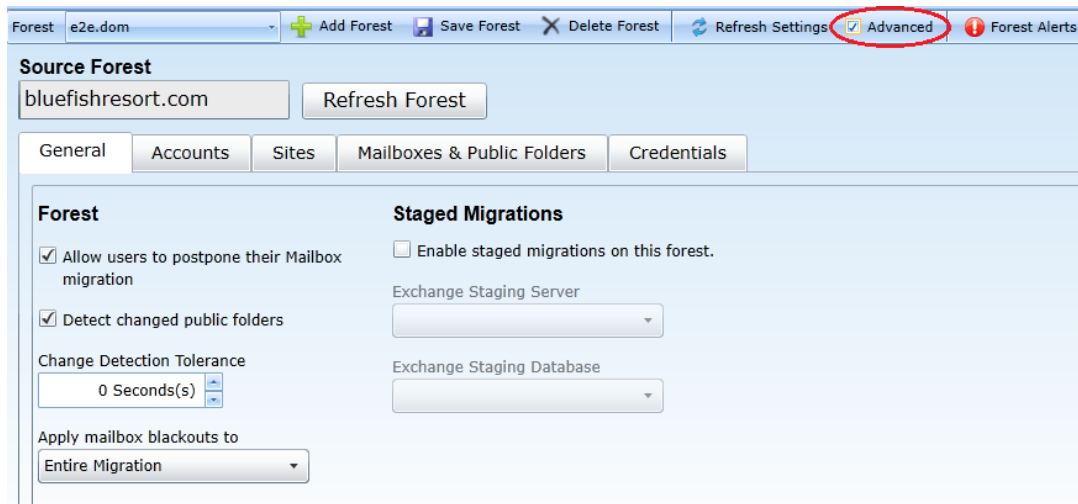 Forest e2e.dom Add Forest Save Forest Delete Forest Refresh Settings Advanced Forest Alerts
Source Forest
bluefishresort.com Refresh Forest
General Accounts Sites Mailboxes & Public Folders Credentials
Forest
Allow users to postpone their Mailbox
migration
Detect changed public folders
Change Detection Tolerance
0 Seconds(s)
Apply mailbox blackouts to
Entire Migration
Staged Migrations
Enable staged migrations on this forest.
Exchange Staging Server
Exchange Staging Database